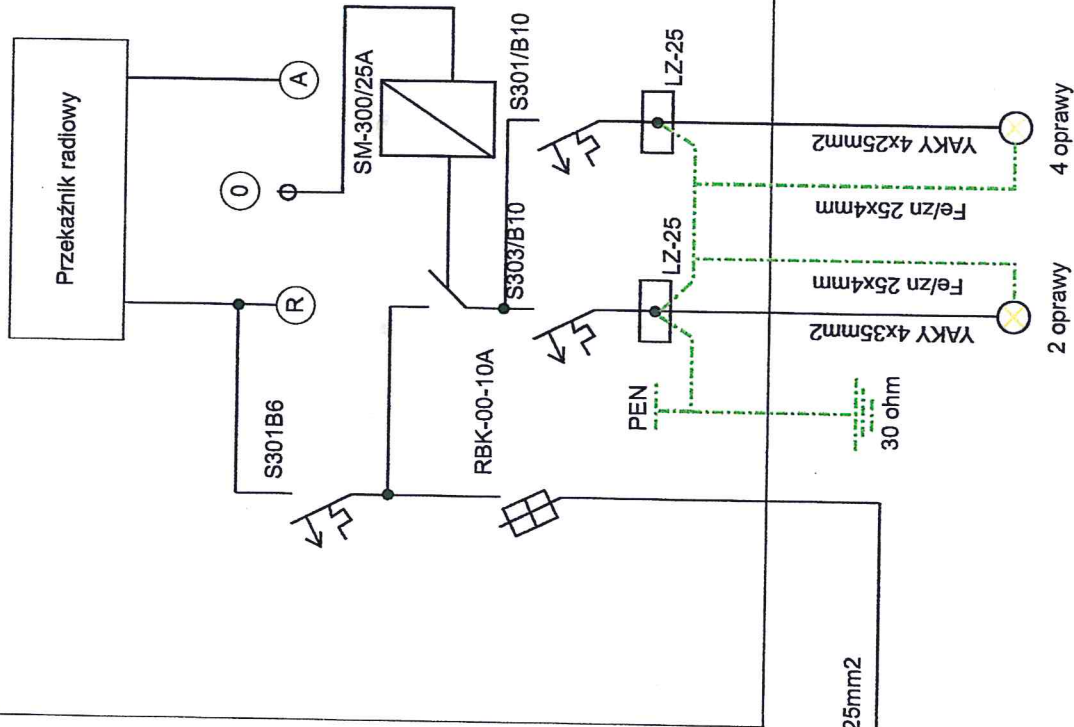 Przekaźnik radiowy
A
0
R
SM-300/25A
S301/B10
S303/B10
S301B6
RBK-00-10A
LZ-25
LZ-25
PEN
30 ohm
YAKY 4x25mm2
Fe/zn 25x4mm
Fe/zn 25x4mm
YAKY 4x35mm2
4 oprawy
2 oprawy
25mm2